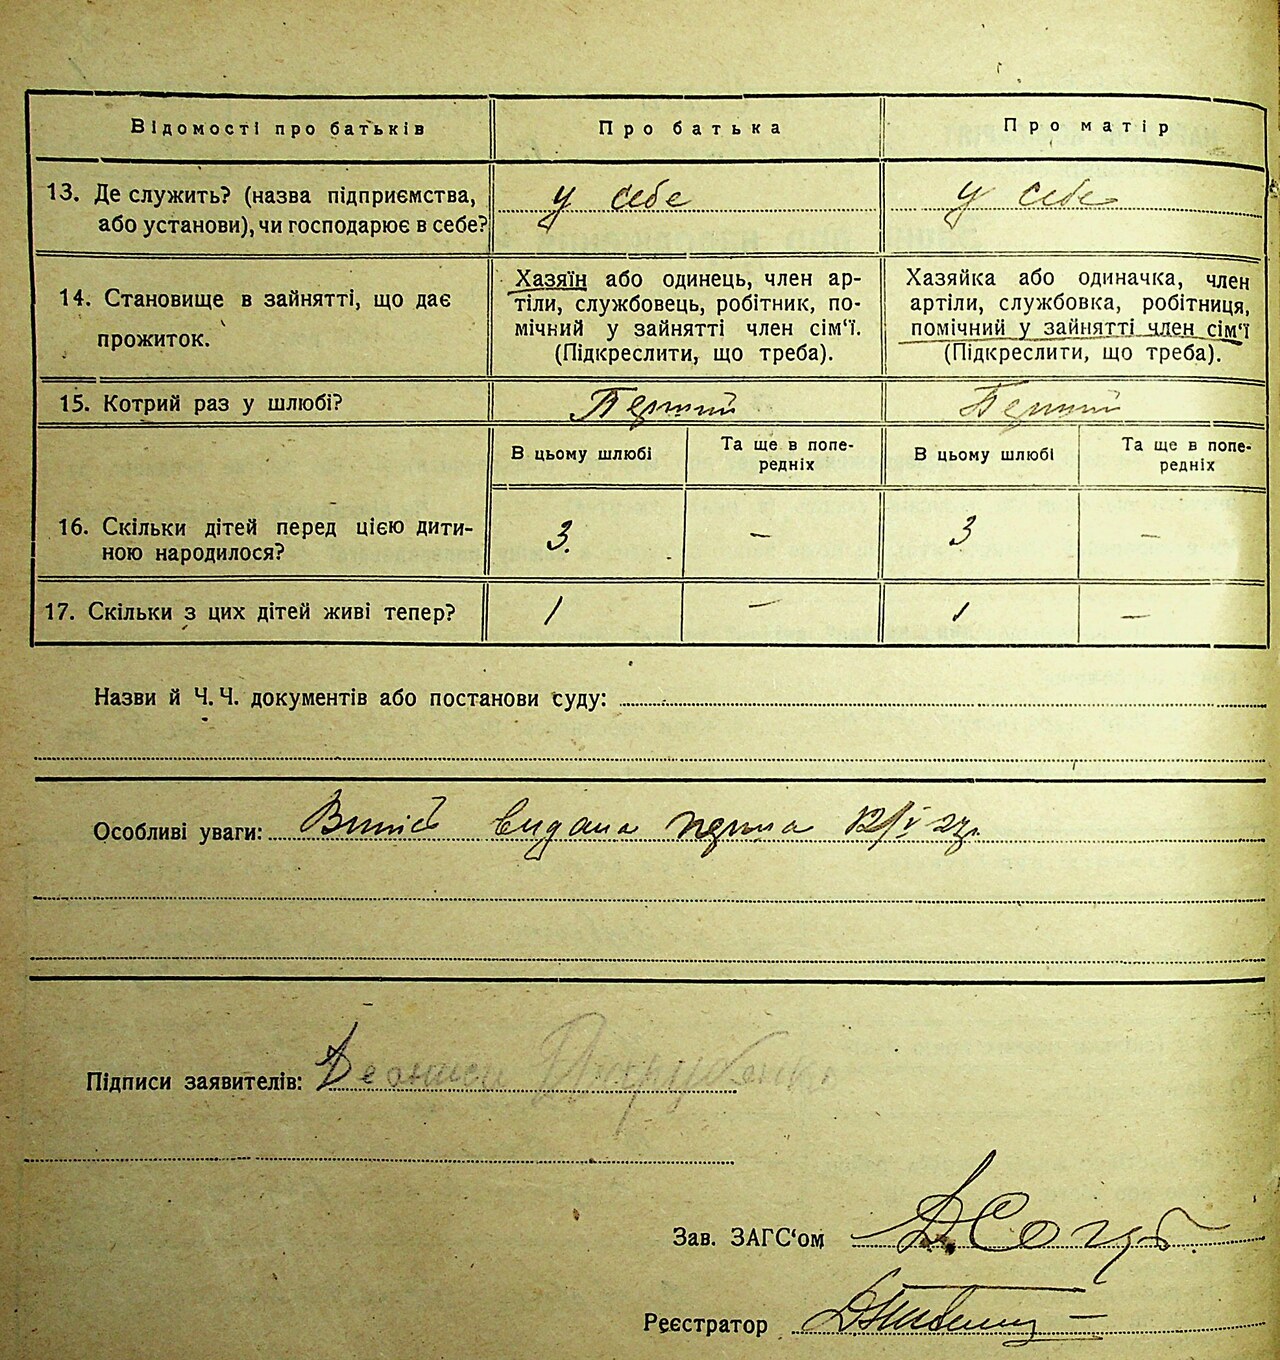 Відомості про батьків Про батька Про матір
13. Де служить? (назва підприємства, або установи), чи господарює в себе? у себе у себе
14. Становище в зайнятті, що дає прожиток.
Хазяїн або одинець, член ар-
тіли, службовець, робітник, по-
мічний у зайнятті член сім‘ї.
(Підкреслити, що треба).
Хазяйка або одиначка, член
артіли, службовка, робітниця,
помічний у зайнятті член сім‘ї
(Підкреслити, що треба).
15. Котрий раз у шлюбі? Перший Перший
В цьому шлюбі Та ще в попе-
редніх В цьому шлюбі Та ще в попе-
редніх
16. Скільки дітей перед цією дити-
ною народилося? 3. – 3 –
17. Скільки з цих дітей живі тепер? 1 – 1 –
Назви й Ч. Ч. документів або постанови суду:
Особливі уваги: Випись видана перша 12/V 27р.
Підписи заявителів:
Зав. ЗАГС‘ом
Реєстратор